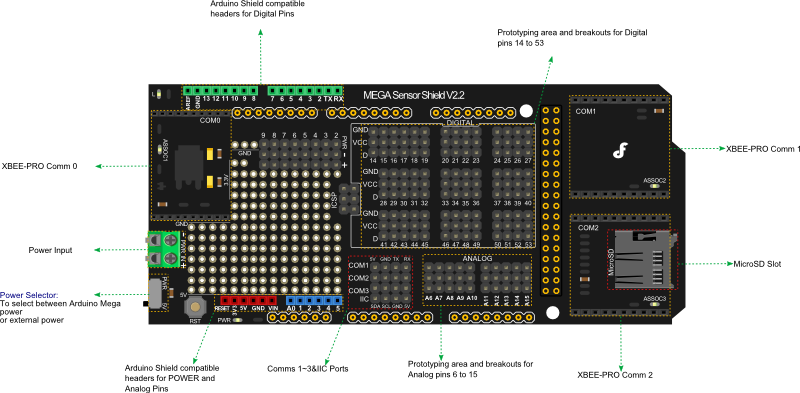 Arduino Shield compatible
headers for Digital Pins
Prototyping area and breakouts for Digital
pins 14 to 53
MEGA Sensor Shield V2.2
L
AREF GND 13 12 11 10 9 8 7 6 5 4 3 2 TX RX
COM0
ASSOC1
3.3V
9 8 7 6 5 4 3 2
GND
PWR
+
-
ICSP
DIGITAL
GND
VCC
D
14 15 16 17 18 19 20 21 22 23 24 25 26 27
GND
VCC
D
28 29 30 31 32 33 34 35 36 37 38 39 40
GND
VCC
D
41 42 43 44 45 46 47 48 49 50 51 52 53
COM1
ASSOC2
XBEE-PRO Comm 1
XBEE-PRO Comm 0
COM2
MicroSD
ASSOC3
MicroSD Slot
Power Input
GND
- PWR IN +
5V
PWR
Power Selector:
To select between Arduino Mega
power
or external power
RST
RESET 3V3 5V GND VIN A0 1 2 3 4 5
PWR
5V GND TX RX
COM1
COM2
COM3
IIC
SDA SCL GND 5V
ANALOG
A6 A7 A8 A9 A10 A11 A12 A13 A14 A15
Arduino Shield compatible
headers for POWER and
Analog Pins
Comms 1~3&IIC Ports
Prototyping area and breakouts for
Analog pins 6 to 15
XBEE-PRO Comm 2